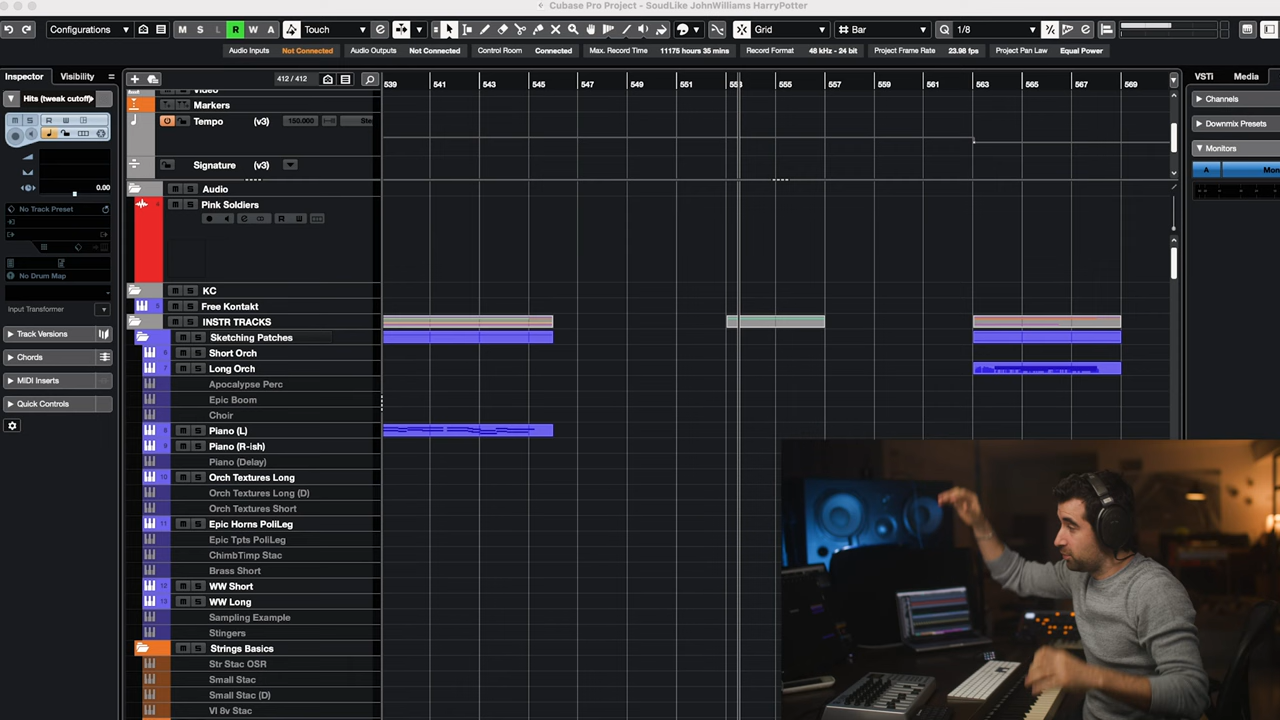 Cubase Pro Project - SoudLike JohnWilliams HarryPotter
Configurations M S L R W A Touch Grid Bar Q 1/8
Audio Inputs Not Connected Audio Outputs Not Connected Control Room Connected Max. Record Time 11175 hours 35 mins Record Format 48 kHz - 24 bit Project Frame Rate 23.98 fps Project Pan Law Equal Power
Inspector Visibility 412 / 412 539 541 543 545 547 549 551 553 555 557 559 561 563 565 567 569 VSTi Media
Hits (tweak cutoff) Channels
Video
Markers
Tempo (v3) 150.000 Ste
Downmix Presets
Monitors
Signature (v3)
A Mon
0.00
Audio
Pink Soldiers
No Track Preset
No Drum Map
KC
Free Kontakt
Input Transformer
INSTR TRACKS
Track Versions
Sketching Patches
Short Orch
Chords
Long Orch
MIDI Inserts
Apocalypse Perc
Quick Controls
Epic Boom
Choir
Piano (L)
Piano (R-ish)
Piano (Delay)
Orch Textures Long
Orch Textures Long (D)
Orch Textures Short
Epic Horns PoliLeg
Epic Tpts PoliLeg
ChimbTimp Stac
Brass Short
WW Short
WW Long
Sampling Example
Stingers
Strings Basics
Str Stac OSR
Small Stac
Small Stac (D)
Vl 8v Stac